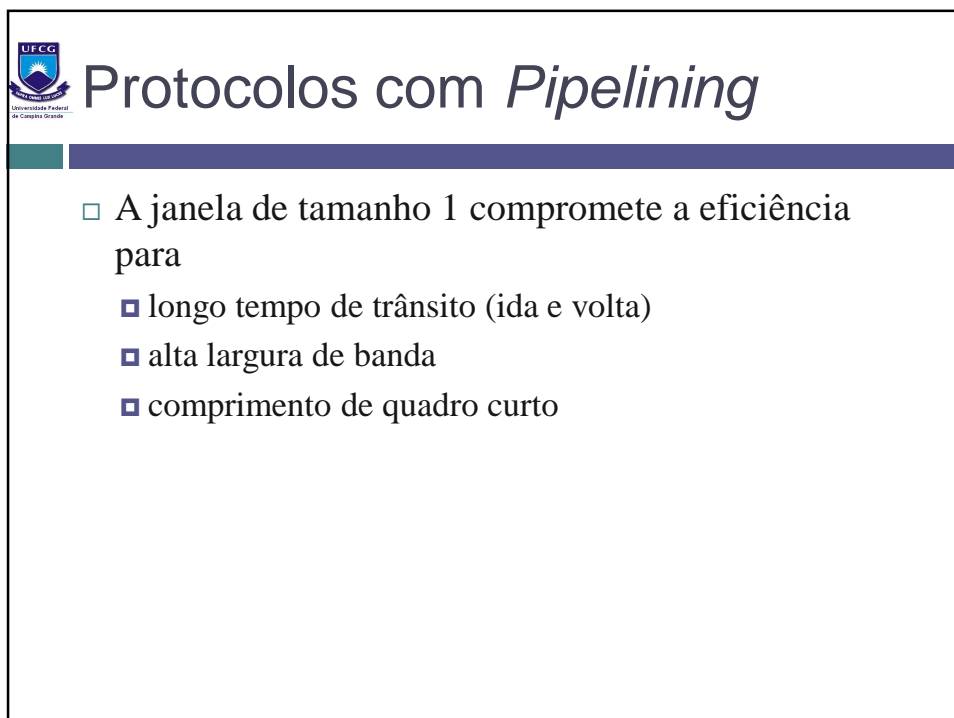 UFCG
Universidade Federal
de Campina Grande
Protocolos com Pipelining
A janela de tamanho 1 compromete a eficiência
para
longo tempo de trânsito (ida e volta)
alta largura de banda
comprimento de quadro curto